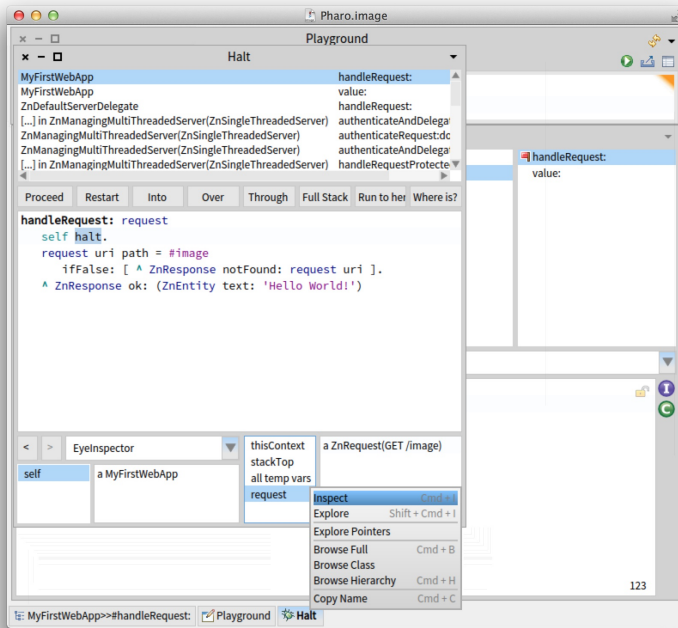 Pharo.image
Playground
Halt
MyFirstWebApp handleRequest:
MyFirstWebApp value:
ZnDefaultServerDelegate handleRequest:
[...] in ZnManagingMultiThreadedServer(ZnSingleThreadedServer) authenticateAndDelegat
ZnManagingMultiThreadedServer(ZnSingleThreadedServer) authenticateRequest:do
ZnManagingMultiThreadedServer(ZnSingleThreadedServer) authenticateAndDelegat
[...] in ZnManagingMultiThreadedServer(ZnSingleThreadedServer) handleRequestProtecte
handleRequest:
value:
Proceed Restart Into Over Through Full Stack Run to her Where is?
handleRequest: request
self halt.
request uri path = #image
ifFalse: [ ^ ZnResponse notFound: request uri ].
^ ZnResponse ok: (ZnEntity text: 'Hello World!')
I
C
< > EyeInspector
self
a MyFirstWebApp
thisContext
stackTop
all temp vars
request
a ZnRequest(GET /image)
Inspect Cmd + I
Explore Shift + Cmd + I
Explore Pointers
Browse Full Cmd + B
Browse Class
Browse Hierarchy Cmd + H
Copy Name Cmd + C
123
MyFirstWebApp>>#handleRequest: Playground Halt